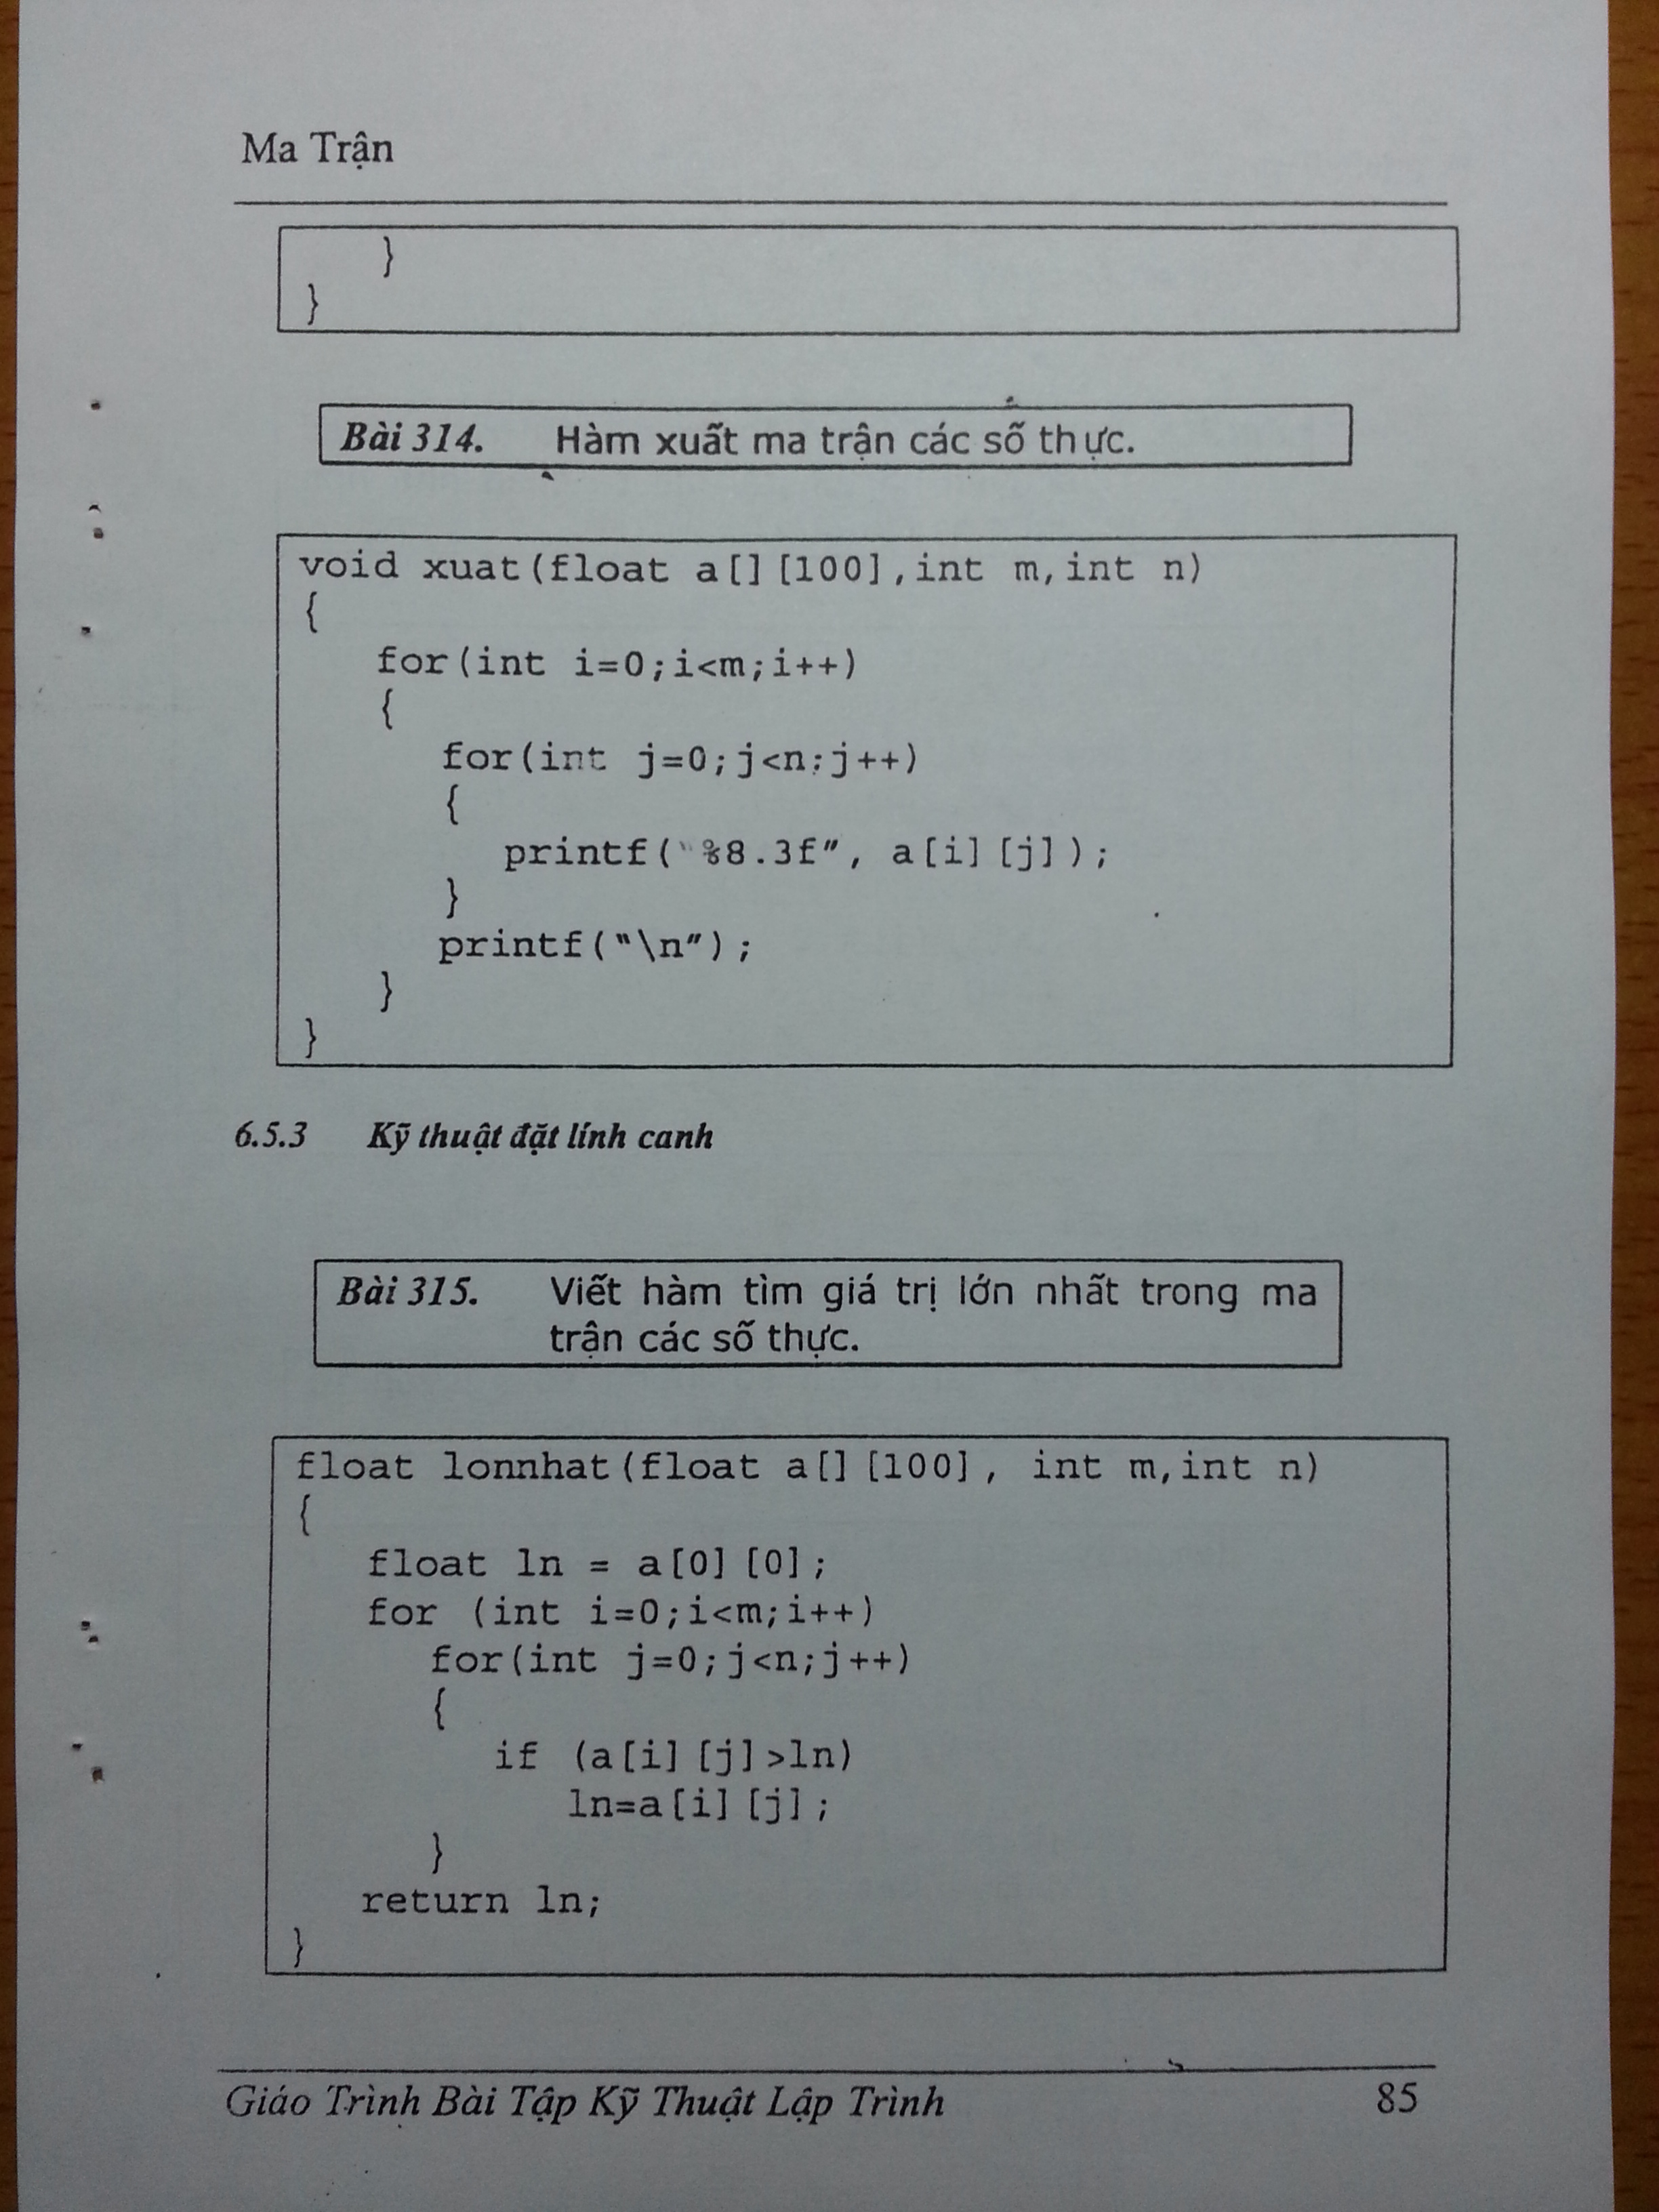 Ma Trận
}
}
Bài 314. Hàm xuất ma trận các số thực.
void xuat(float a[][100],int m,int n)
{
for(int i=0;i<m;i++)
{
for(int j=0;j<n;j++)
{
printf("%8.3f", a[i][j]);
}
printf("\n");
}
}
6.5.3 Kỹ thuật đặt lính canh
Bài 315. Viết hàm tìm giá trị lớn nhất trong ma
trận các số thực.
float lonnhat(float a[][100], int m,int n)
{
float ln = a[0][0];
for (int i=0;i<m;i++)
for(int j=0;j<n;j++)
{
if (a[i][j]>ln)
ln=a[i][j];
}
return ln;
}
Giáo Trình Bài Tập Kỹ Thuật Lập Trình 85